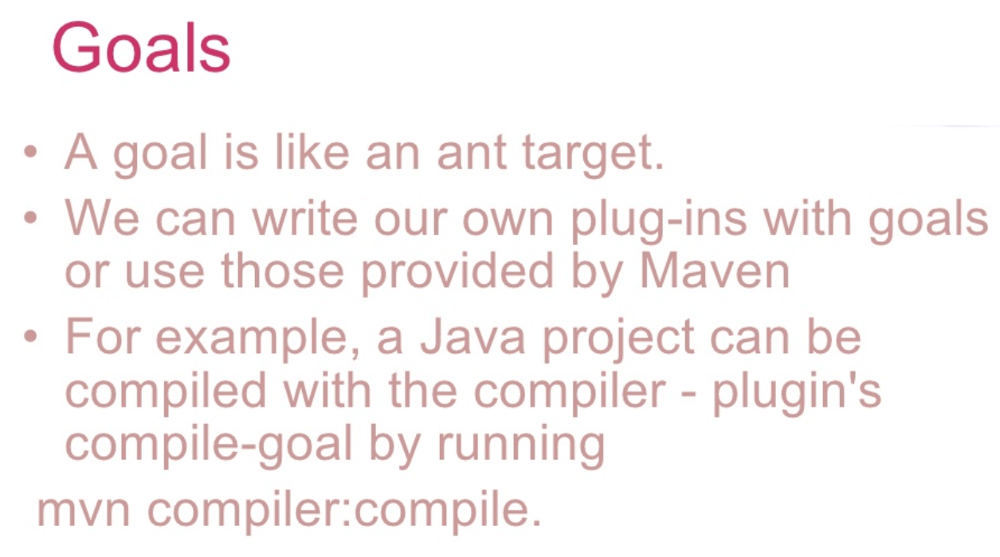 Goals
• A goal is like an ant target.
• We can write our own plug-ins with goals
or use those provided by Maven
• For example, a Java project can be
compiled with the compiler - plugin's
compile-goal by running
mvn compiler:compile.